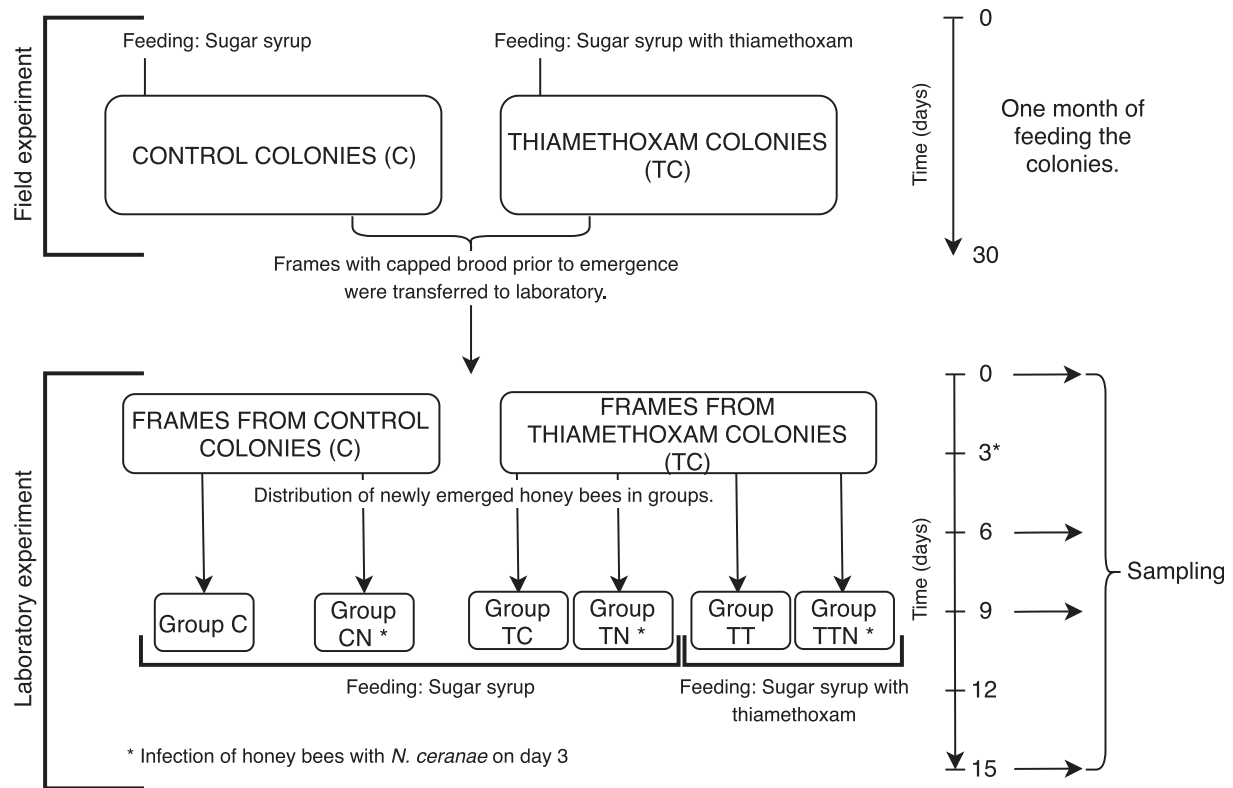 Field experiment
Feeding: Sugar syrup
Feeding: Sugar syrup with thiamethoxam
CONTROL COLONIES (C)
THIAMETHOXAM COLONIES
(TC)
Frames with capped brood prior to emergence
were transferred to laboratory.
0
Time (days)
One month of
feeding the
colonies.
30
Laboratory experiment
FRAMES FROM CONTROL
COLONIES (C)
FRAMES FROM
THIAMETHOXAM COLONIES
(TC)
Distribution of newly emerged honey bees in groups.
Group C
Group
CN *
Group
TC
Group
TN *
Group
TT
Group
TTN *
Feeding: Sugar syrup
Feeding: Sugar syrup with
thiamethoxam
* Infection of honey bees with N. ceranae on day 3
Time (days)
0
3*
6
9
12
15
Sampling